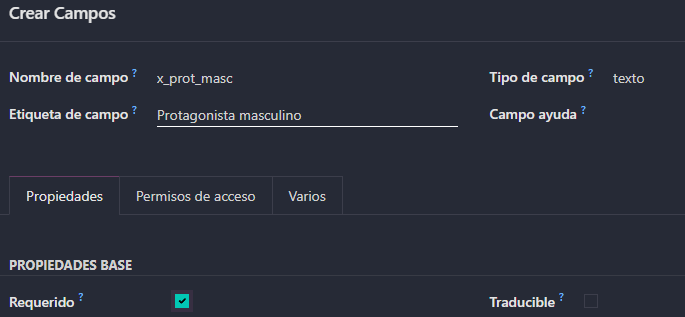 Crear Campos
Nombre de campo ? x_prot_masc Tipo de campo ? texto
Etiqueta de campo ? Protagonista masculino Campo ayuda ?
Propiedades Permisos de acceso Varios
PROPIEDADES BASE
Requerido ? Traducible ?